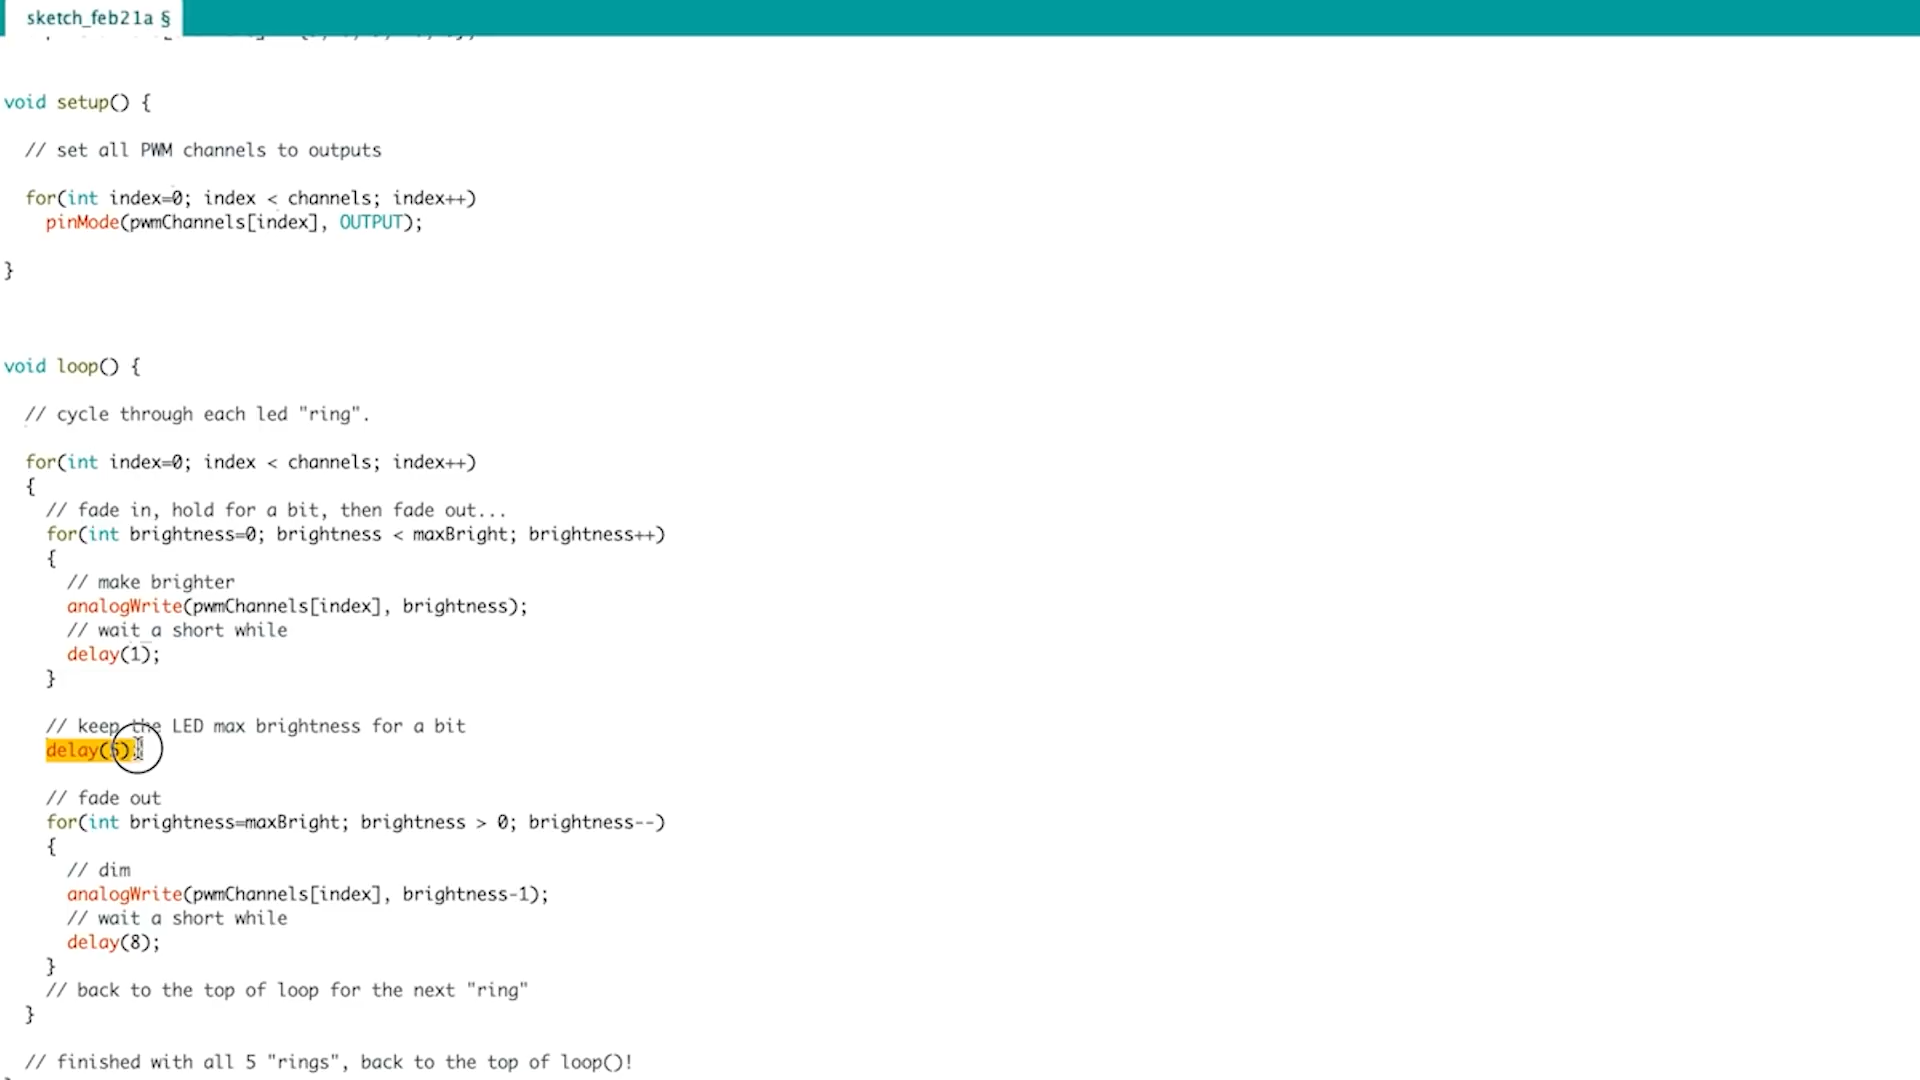 sketch_feb21a §
void setup() {
// set all PWM channels to outputs
for(int index=0; index < channels; index++)
pinMode(pwmChannels[index], OUTPUT);
}
void loop() {
// cycle through each led "ring".
for(int index=0; index < channels; index++)
{
// fade in, hold for a bit, then fade out...
for(int brightness=0; brightness < maxBright; brightness++)
{
// make brighter
analogWrite(pwmChannels[index], brightness);
// wait a short while
delay(1);
}
// keep the LED max brightness for a bit
delay(5);
// fade out
for(int brightness=maxBright; brightness > 0; brightness--)
{
// dim
analogWrite(pwmChannels[index], brightness-1);
// wait a short while
delay(8);
}
// back to the top of loop for the next "ring"
}
// finished with all 5 "rings", back to the top of loop()!